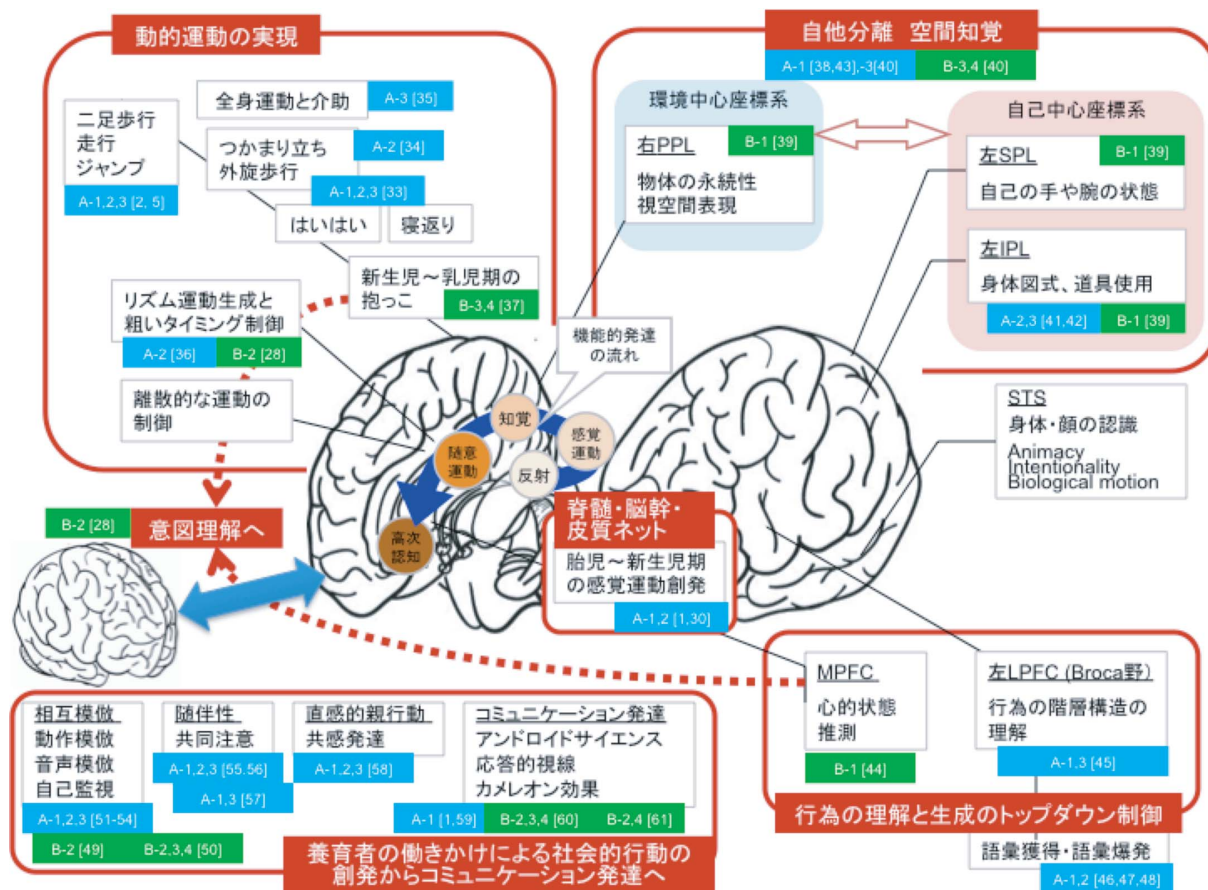 動的運動の実現
全身運動と介助
A-3 [35]
二足歩行
走行
ジャンプ
A-1,2,3 [2, 5]
つかまり立ち
外旋歩行
A-2 [34]
A-1,2,3 [33]
はいはい
寝返り
新生児～乳児期の
抱っこ
B-3,4 [37]
リズム運動生成と
粗いタイミング制御
A-2 [36]
B-2 [28]
離散的な運動の
制御
自他分離 空間知覚
A-1 [38,43],-3[40]
B-3,4 [40]
環境中心座標系
右PPL
B-1 [39]
物体の永続性
視空間表現
自己中心座標系
左SPL
B-1 [39]
自己の手や腕の状態
左IPL
身体図式、道具使用
A-2,3 [41,42]
B-1 [39]
機能的発達
の流れ
知覚
感覚
運動
随意
運動
反射
高次
認知
STS
身体・顔の認識
Animacy
Intentionality
Biological motion
B-2 [28]
意図理解へ
脊髄・脳幹・
皮質ネット
胎児～新生児期
の感覚運動創発
A-1,2 [1,30]
MPFC
心的状態
推測
B-1 [44]
左LPFC (Broca野)
行為の階層構造の
理解
A-1,3 [45]
行為の理解と生成のトップダウン制御
語彙獲得・語彙爆発
A-1,2 [46,47,48]
相互模倣
動作模倣
音声模倣
自己監視
A-1,2,3 [51-54]
B-2 [49]
B-2,3,4 [50]
随伴性
共同注意
A-1,2,3 [55.56]
A-1,3 [57]
直感的親行動
共感発達
A-1,2,3 [58]
コミュニケーション発達
アンドロイドサイエンス
応答的視線
カメレオン効果
A-1 [1,59]
B-2,3,4 [60]
B-2,4 [61]
養育者の働きかけによる社会的行動の
創発からコミュニケーション発達へ